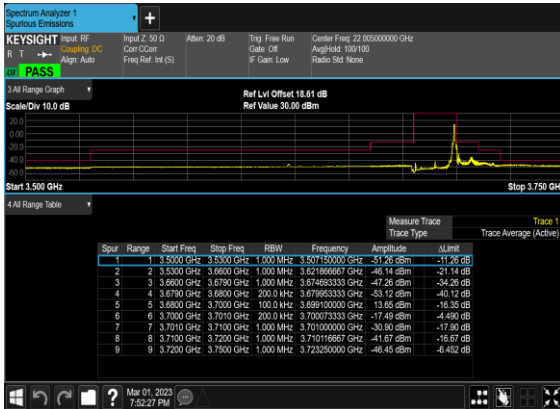 Spectrum Analyzer 1
Spurious Emissions
+
KEYSIGHT Input: RF Input Z: 50 Ω Atten: 20 dB Trig: Free Run Center Freq: 22.005000000 GHz
R T Coupling: DC Corr CCorr Gate: Off Avg|Hold: 100/100
Align: Auto Freq Ref: Int (S) IF Gain: Low Radio Std: None
PASS
3 All Range Graph Ref Lvl Offset 18.61 dB
Scale/Div 10.0 dB Ref Value 30.00 dBm
20.0
0.00
-20.0
-40.0
-60.0
Start 3.500 GHz Stop 3.750 GH
4 All Range Table
Measure Trace Trace 1
Trace Type Trace Average (Active)
Spur Range Start Freq Stop Freq RBW Frequency Amplitude ΔLimit
1 1 3.5000 GHz 3.5300 GHz 1.000 MHz 3.507150000 GHz -51.26 dBm -11.26 dB
2 2 3.5300 GHz 3.6600 GHz 1.000 MHz 3.621866667 GHz -46.14 dBm -21.14 dB
3 3 3.6600 GHz 3.6790 GHz 1.000 MHz 3.674693333 GHz -47.26 dBm -34.26 dB
4 4 3.6790 GHz 3.6800 GHz 200.0 kHz 3.679953333 GHz -53.12 dBm -40.12 dB
5 5 3.6800 GHz 3.7000 GHz 100.0 kHz 3.699100000 GHz 13.65 dBm -16.35 dB
6 6 3.7000 GHz 3.7010 GHz 200.0 kHz 3.700073333 GHz -17.49 dBm -4.490 dB
7 7 3.7010 GHz 3.7100 GHz 1.000 MHz 3.701000000 GHz -30.90 dBm -17.90 dB
8 8 3.7100 GHz 3.7200 GHz 1.000 MHz 3.710116667 GHz -41.67 dBm -16.67 dB
9 9 3.7200 GHz 3.7500 GHz 1.000 MHz 3.723250000 GHz -46.45 dBm -6.452 dB
? Mar 01, 2023
7:52:27 PM